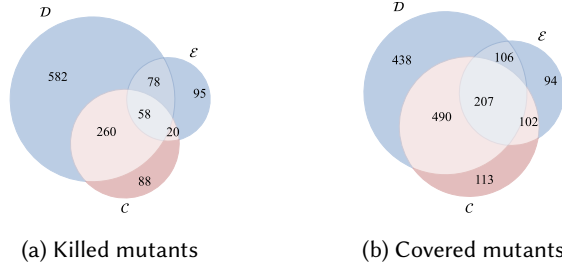 𝒟
ℰ
582
78
95
58
260
20
88
𝒞
(a) Killed mutants
𝒟
ℰ
438
106
94
207
490
102
113
𝒞
(b) Covered mutants